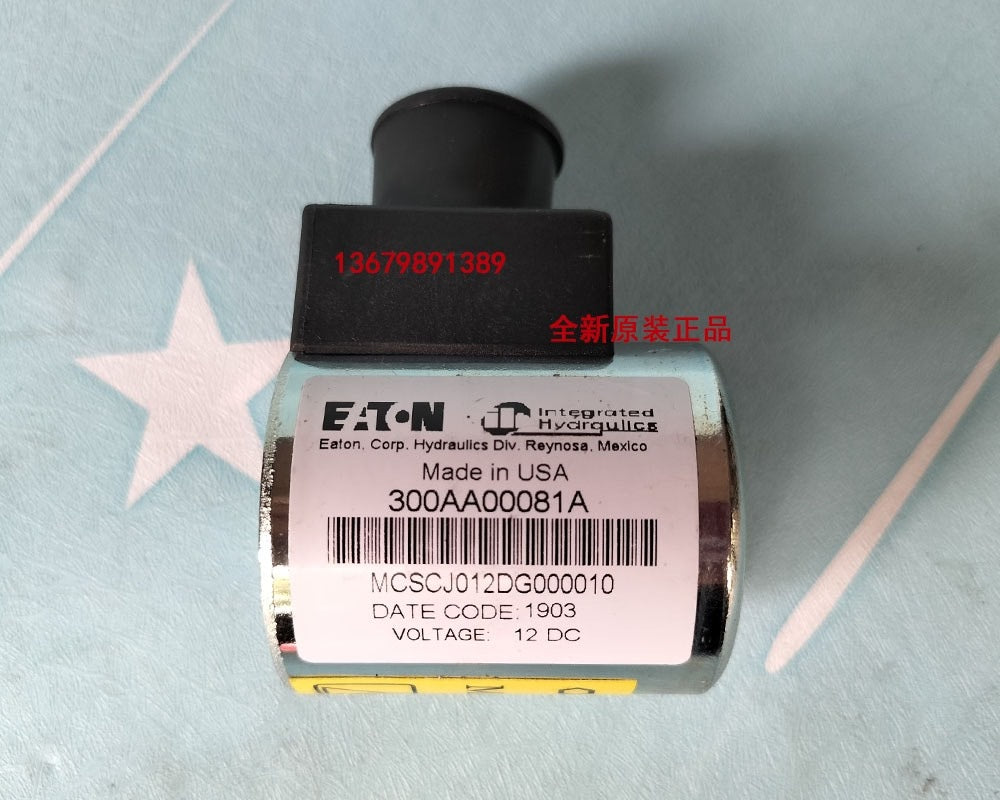 13679891389
全新原装正品
EATON Integrated Hydraulics
Eaton, Corp. Hydraulics Div. Reynosa, Mexico
Made in USA
300AA00081A
MCSCJ012DG000010
DATE CODE: 1903
VOLTAGE: 12 DC